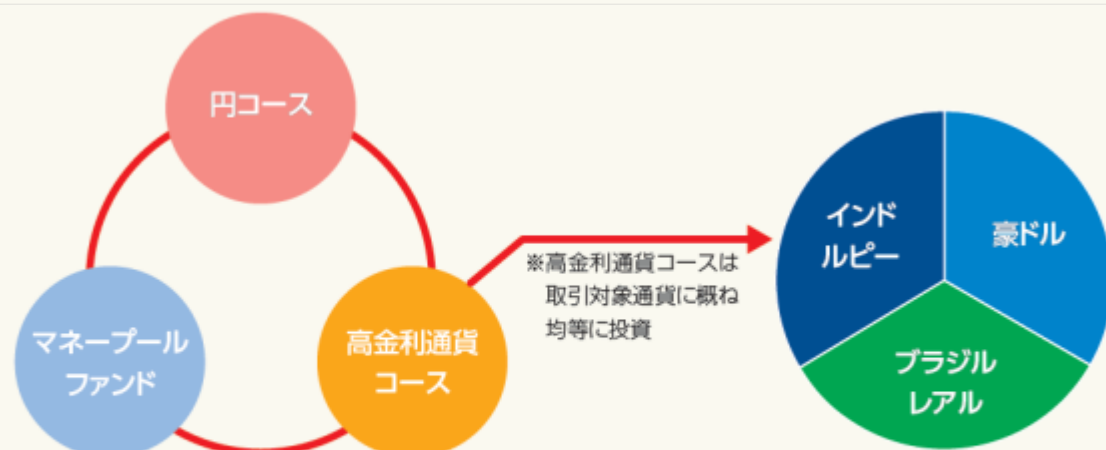 円コース
マネープール
ファンド
高金利通貨
コース
※高金利通貨コースは
取引対象通貨に概ね
均等に投資
インド
ルピー
豪ドル
ブラジル
レアル